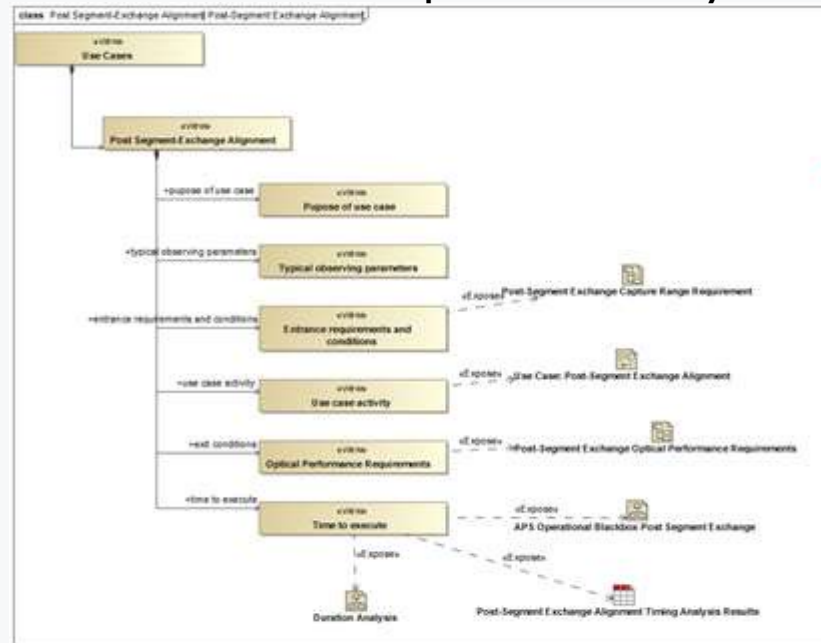 class Post Segment-Exchange Alignment[ Post-Segment Exchange Alignment]
«View»
Use Cases
«View»
Post Segment-Exchange Alignment
+pupose of use case
«View»
Pupose of use case
+typical observing parameters
«View»
Typical observing parameters
+entrance requirements and conditions
«View»
Entrance requirements and
conditions
«Expose»
Post-Segment Exchange Capture Range Requirement
+use case activity
«View»
Use case activity
«Expose»
Use Case: Post-Segment Exchange Alignment
+exit conditions
«View»
Optical Performance Requirements
«Expose»
Post-Segment Exchange Optical Performance Requirements
+time to execute
«View»
Time to execute
«Expose»
APS Operational Blackbox Post Segment Exchange
«Expose»
Duration Analysis
«Expose»
Post-Segment Exchange Alignment Timing Analysis Results